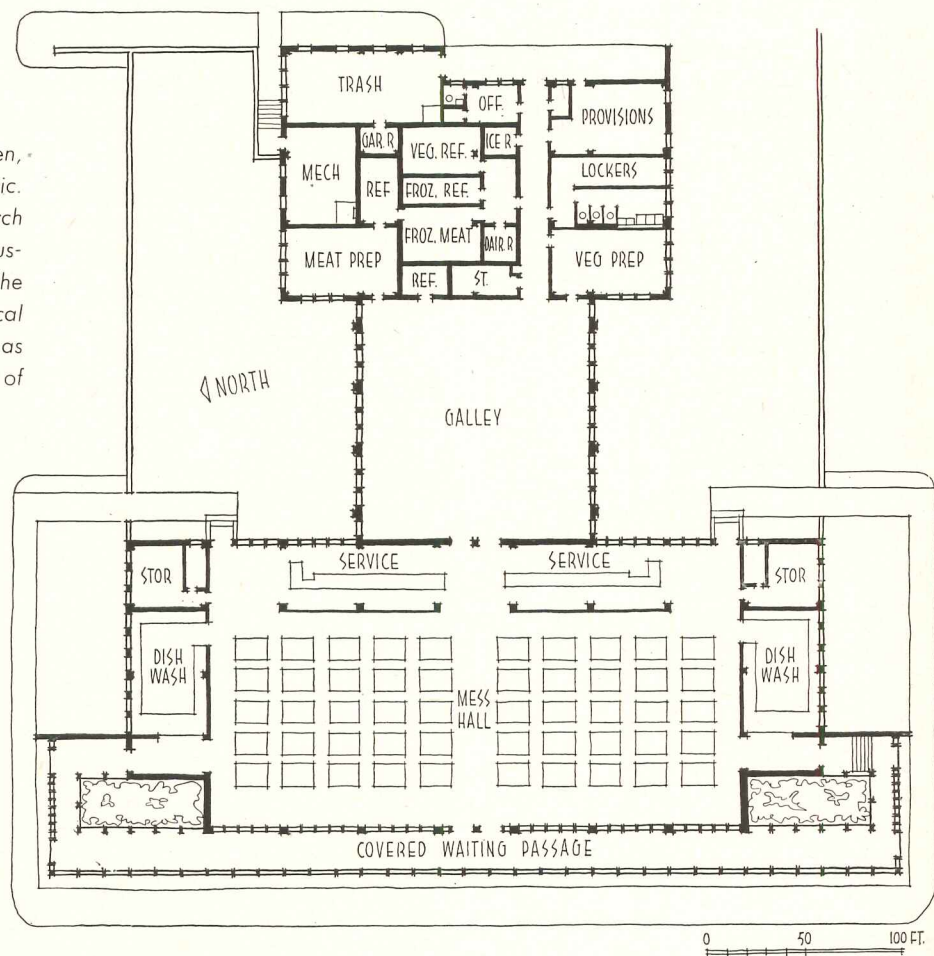 en,
ic.
ch
us-
he
cal
as
of
TRASH
OFF.
PROVISIONS
GAR. R
VEG. REF.
ICE R
MECH
REF
FROZ. REF.
LOCKERS
FROZ. MEAT
DAIR. R
MEAT PREP
REF.
ST.
VEG PREP
NORTH
GALLEY
SERVICE
SERVICE
STOR
STOR
DISH
WASH
MESS
HALL
DISH
WASH
COVERED WAITING PASSAGE
0 50 100 FT.